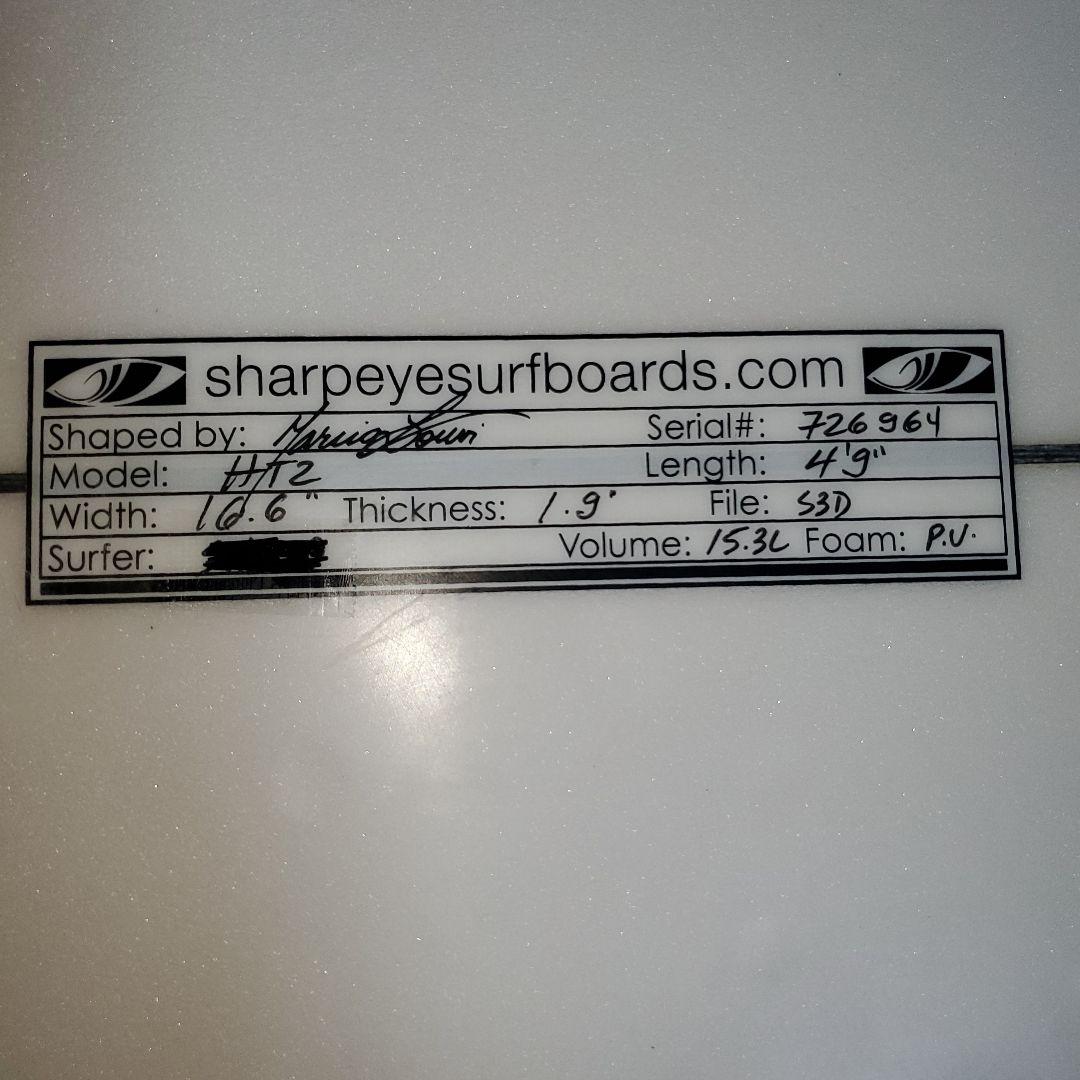 sharpeyesurfboards.com
Shaped by: Serial#: 726964
Model: HT2 Length: 4'9"
Width: 16.6" Thickness: 1.9" File: S3D
Surfer: Volume: 15.3L Foam: P.U.